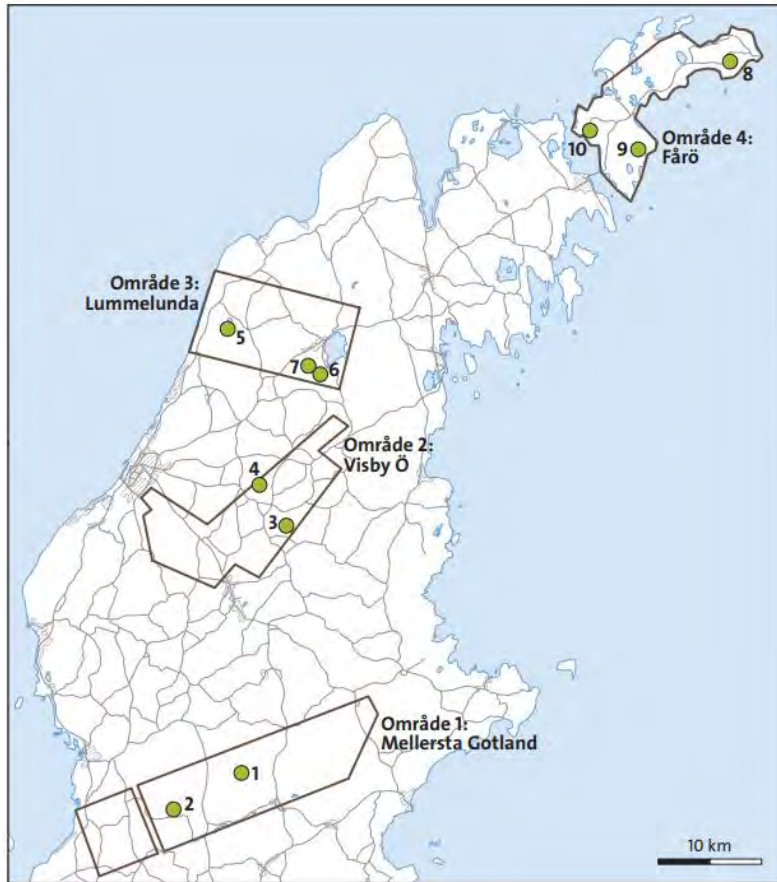 8
10
9
Område 4:
Fårö
Område 3:
Lummelunda
5
7
6
Område 2:
Visby Ö
4
3
Område 1:
Mellersta Gotland
1
2
10 km